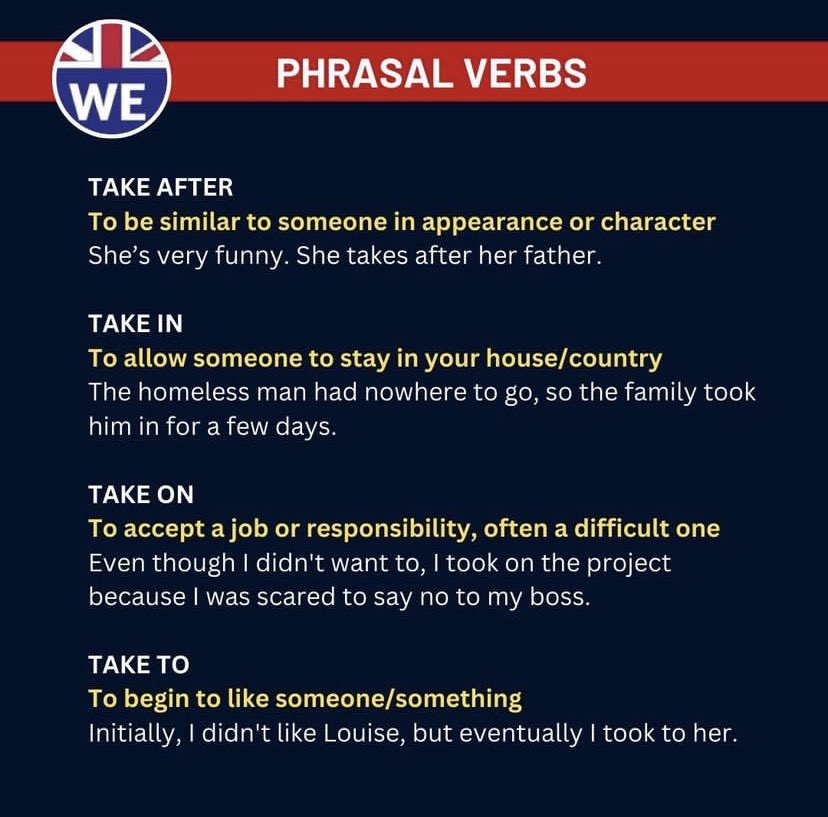 WE
PHRASAL VERBS
TAKE AFTER
To be similar to someone in appearance or character
She’s very funny. She takes after her father.
TAKE IN
To allow someone to stay in your house/country
The homeless man had nowhere to go, so the family took
him in for a few days.
TAKE ON
To accept a job or responsibility, often a difficult one
Even though I didn't want to, I took on the project
because I was scared to say no to my boss.
TAKE TO
To begin to like someone/something
Initially, I didn't like Louise, but eventually I took to her.